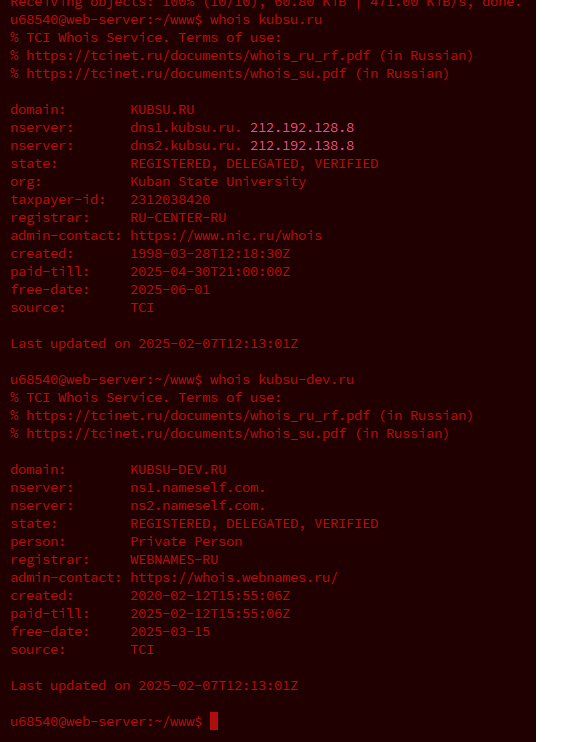 Receiving objects: 100% (10/10), 60.80 KiB | 471.00 KiB/s, done.
u68540@web-server:~/www$ whois kubsu.ru
% TCI Whois Service. Terms of use:
% https://tcinet.ru/documents/whois_ru_rf.pdf (in Russian)
% https://tcinet.ru/documents/whois_su.pdf (in Russian)
domain: KUBSU.RU
nserver: dns1.kubsu.ru. 212.192.128.8
nserver: dns2.kubsu.ru. 212.192.138.8
state: REGISTERED, DELEGATED, VERIFIED
org: Kuban State University
taxpayer-id: 2312038420
registrar: RU-CENTER-RU
admin-contact: https://www.nic.ru/whois
created: 1998-03-28T12:18:30Z
paid-till: 2025-04-30T21:00:00Z
free-date: 2025-06-01
source: TCI
Last updated on 2025-02-07T12:13:01Z
u68540@web-server:~/www$ whois kubsu-dev.ru
% TCI Whois Service. Terms of use:
% https://tcinet.ru/documents/whois_ru_rf.pdf (in Russian)
% https://tcinet.ru/documents/whois_su.pdf (in Russian)
domain: KUBSU-DEV.RU
nserver: ns1.nameself.com.
nserver: ns2.nameself.com.
state: REGISTERED, DELEGATED, VERIFIED
person: Private Person
registrar: WEBNAMES-RU
admin-contact: https://whois.webnames.ru/
created: 2020-02-12T15:55:06Z
paid-till: 2025-02-12T15:55:06Z
free-date: 2025-03-15
source: TCI
Last updated on 2025-02-07T12:13:01Z
u68540@web-server:~/www$